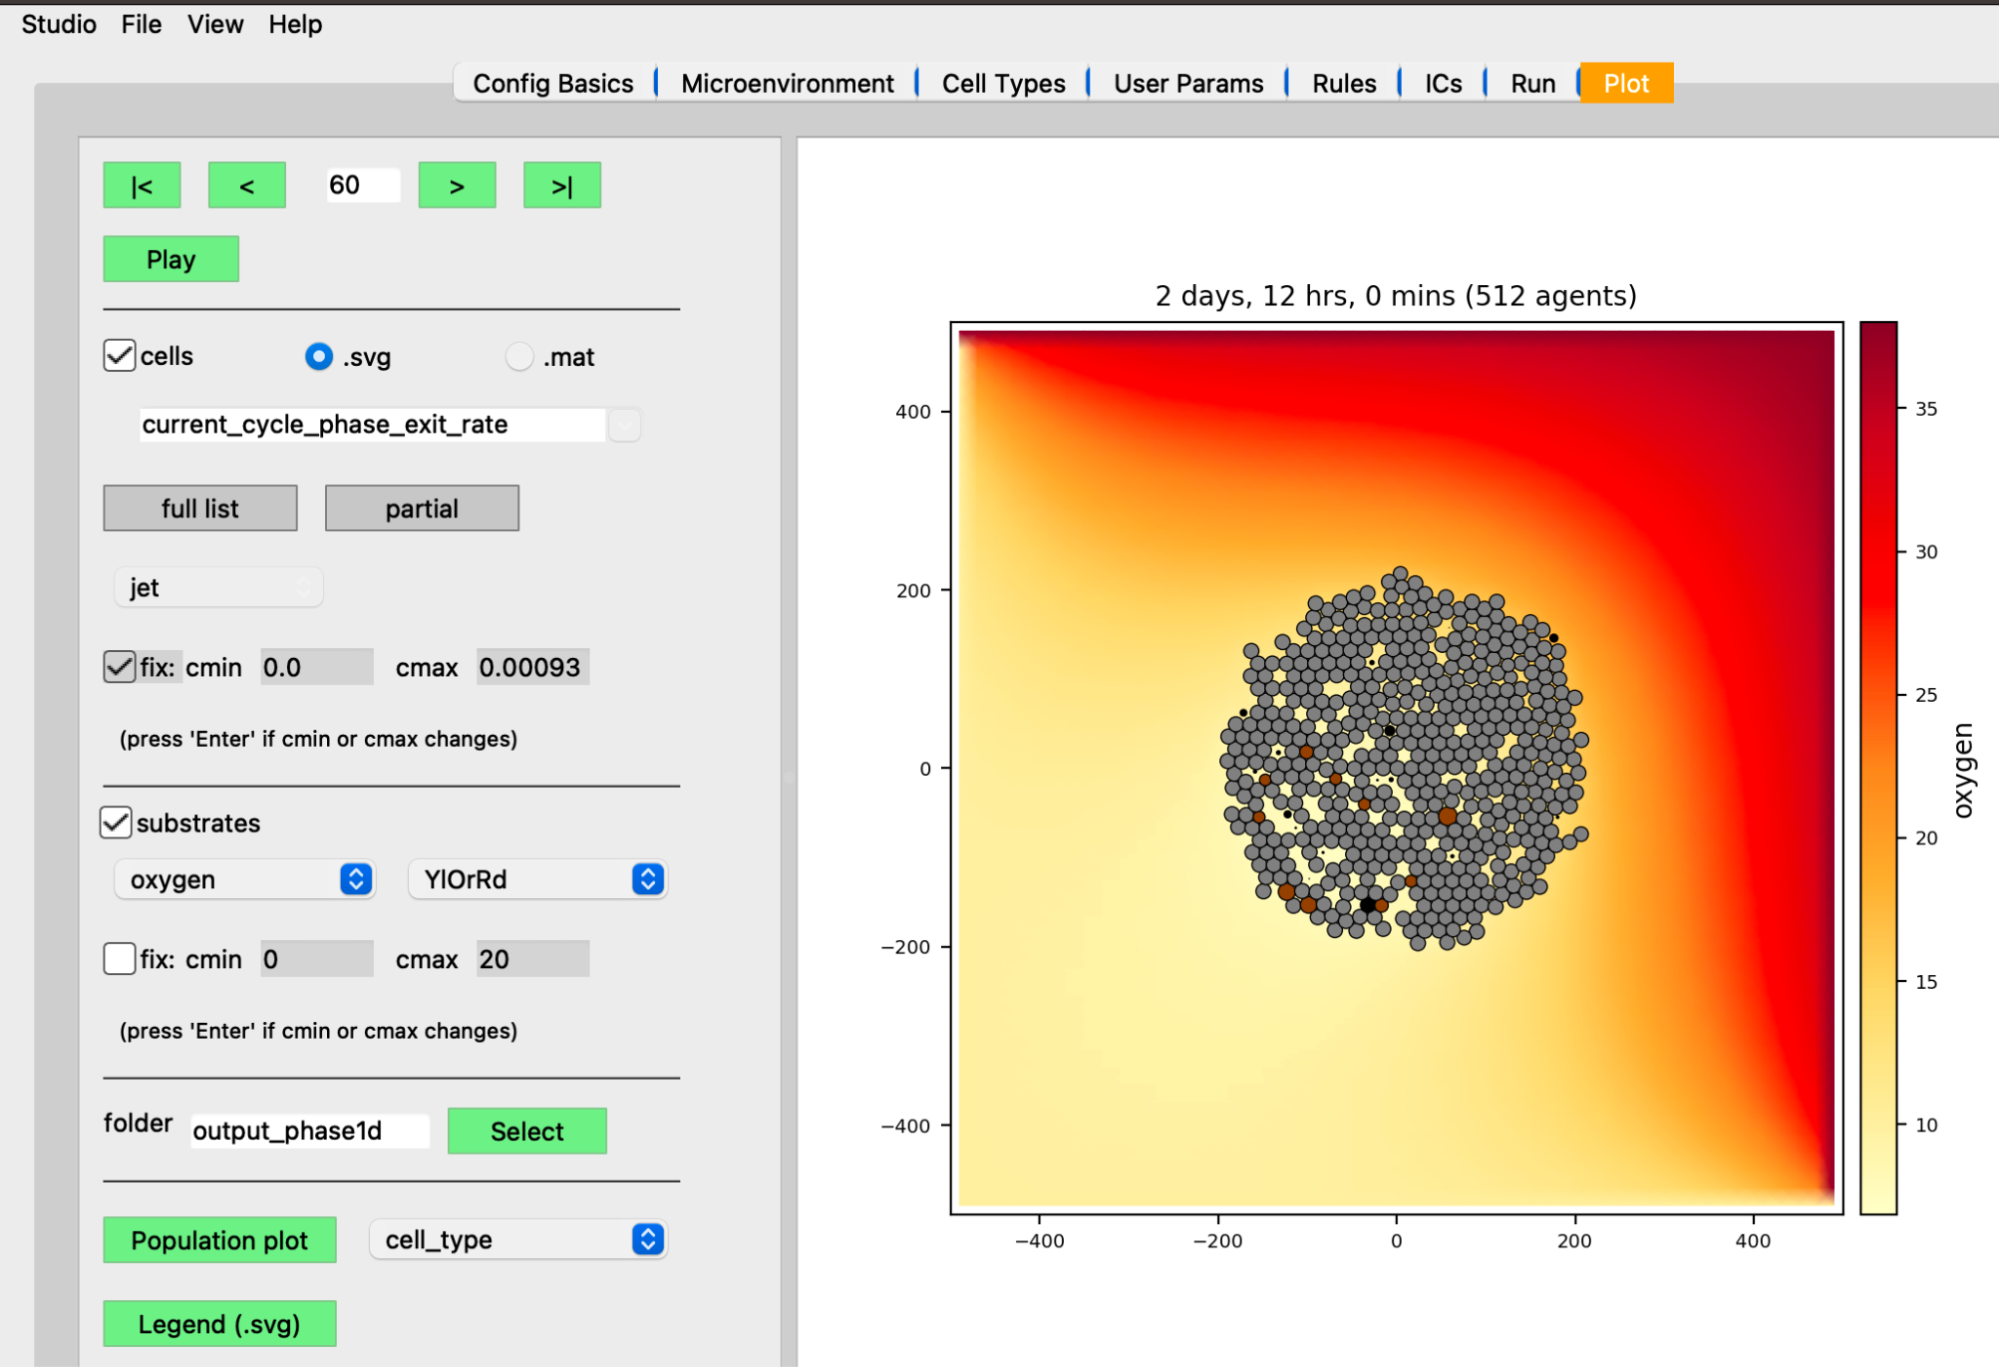 Studio File View Help
Config Basics Microenvironment Cell Types User Params Rules ICs Run Plot
|< < 60 > >|
Play
cells .svg .mat
current_cycle_phase_exit_rate
full list partial
jet
fix: cmin 0.0 cmax 0.00093
(press 'Enter' if cmin or cmax changes)
substrates
oxygen YlOrRd
fix: cmin 0 cmax 20
(press 'Enter' if cmin or cmax changes)
folder output_phase1d Select
Population plot cell_type
Legend (.svg)
2 days, 12 hrs, 0 mins (512 agents)
400
200
0
−200
−400
−400 −200 0 200 400
35
30
25
20
15
10
oxygen